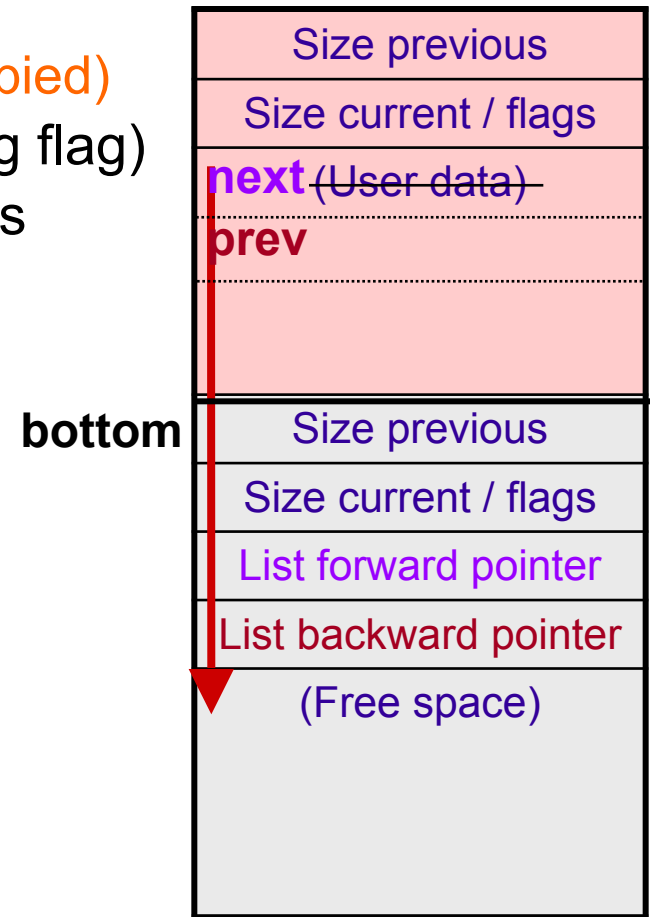 Size previous
pied)
Size current / flags
g flag)
next (User data)
s
prev
bottom
Size previous
Size current / flags
List forward pointer
List backward pointer
(Free space)